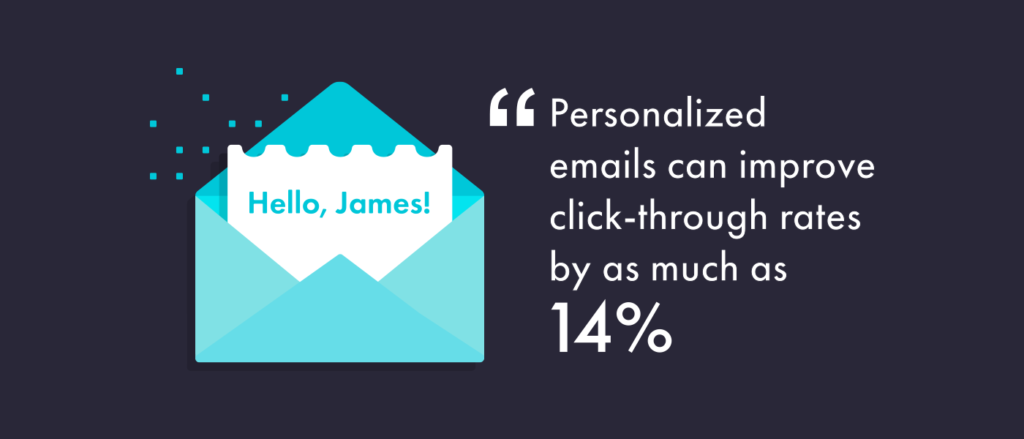 Hello, James!
“ Personalized
emails can improve
click-through rates
by as much as
14%